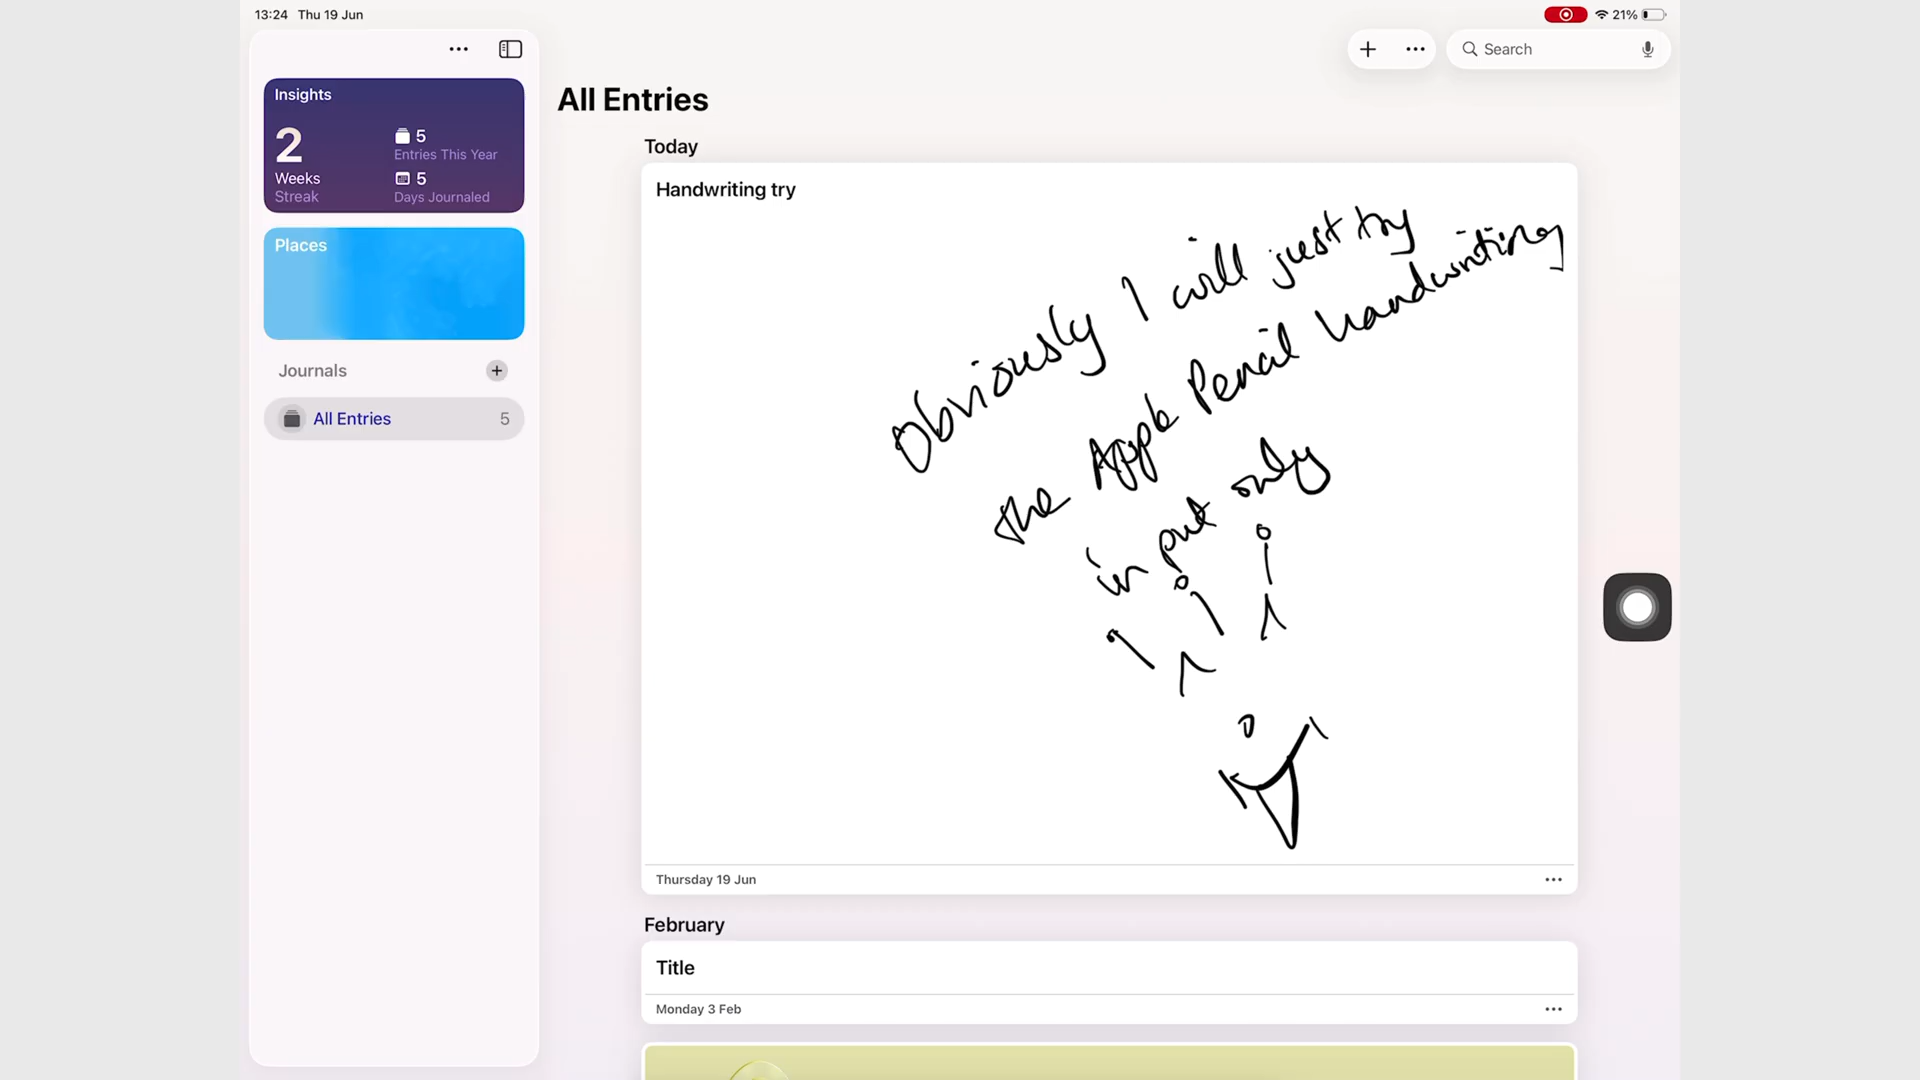 13:24 Thu 19 Jun
21%
Insights
2
Weeks
Streak
5
Entries This Year
5
Days Journaled
Places
Journals
All Entries 5
Search
All Entries
Today
Handwriting try
Obviously I will just try
the Apple Pencil handwriting
in put only
Thursday 19 Jun
February
Title
Monday 3 Feb